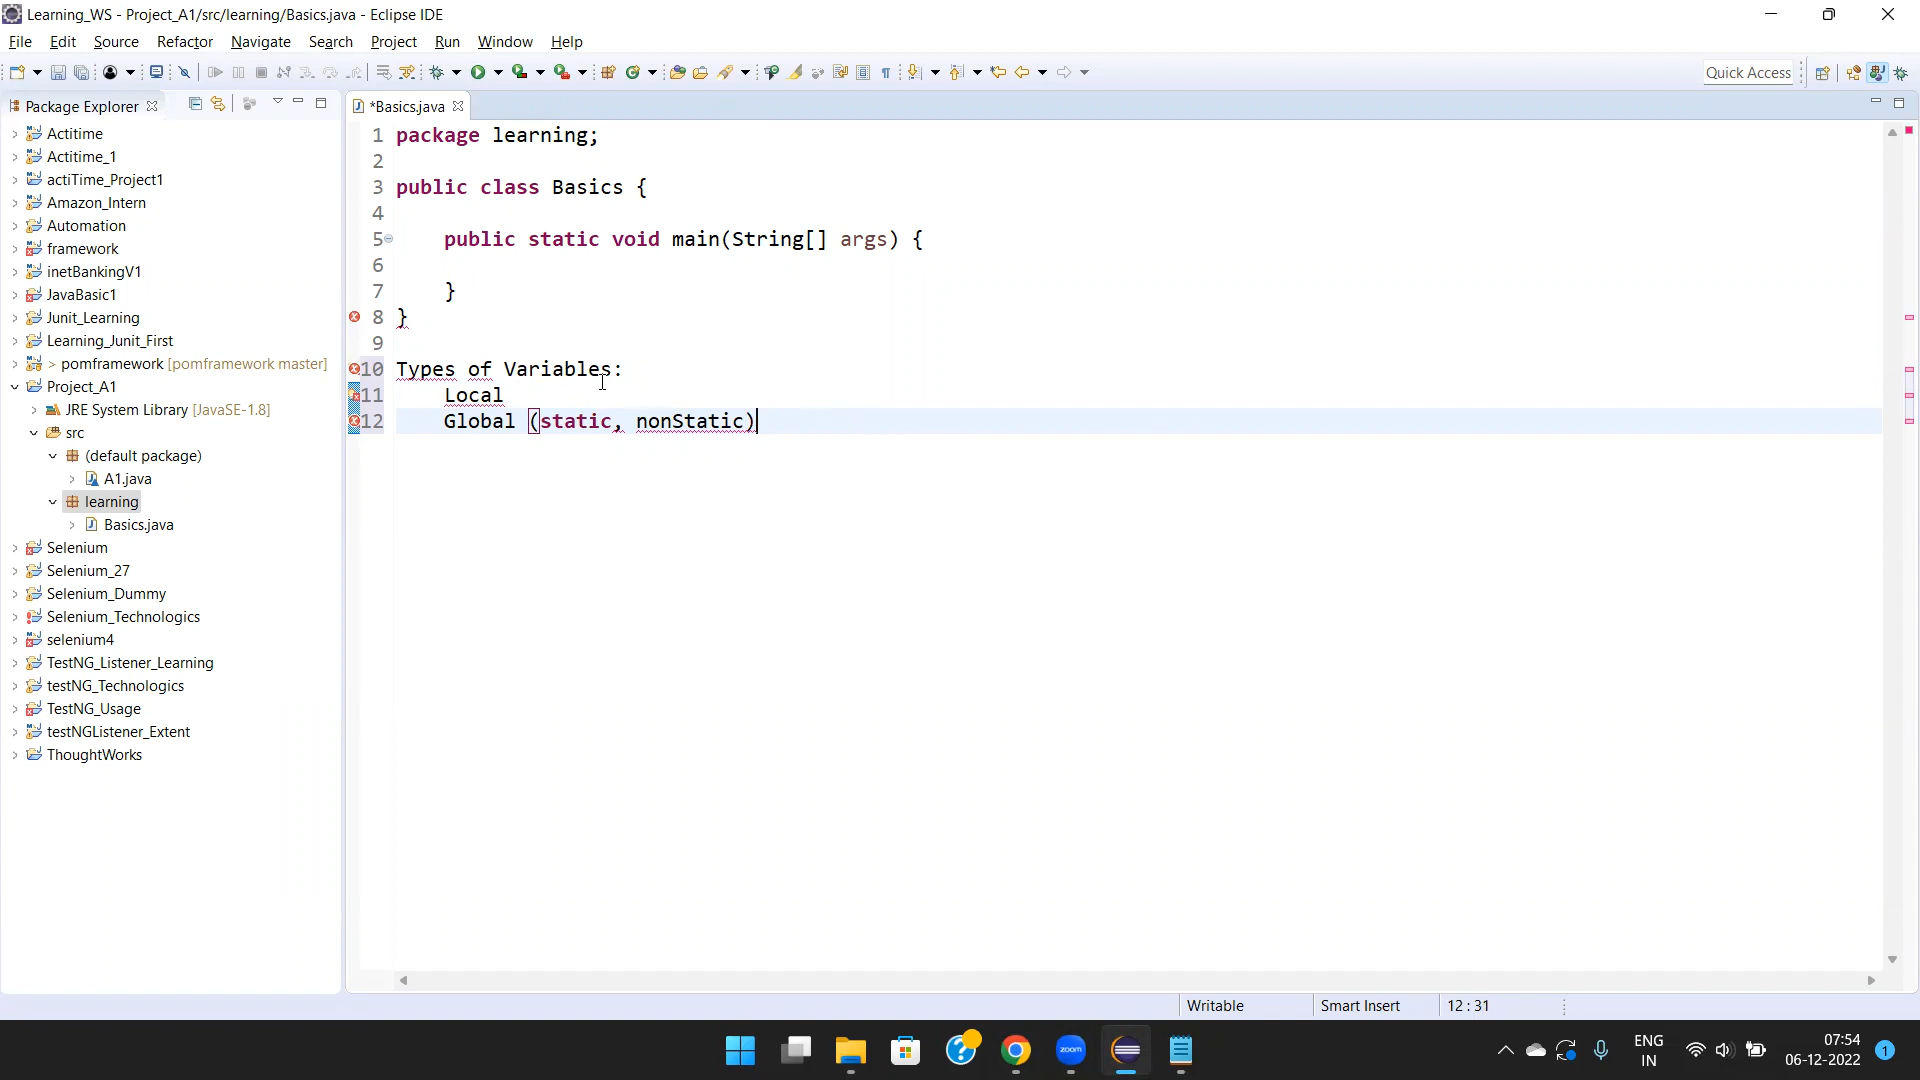 Learning_WS - Project_A1/src/learning/Basics.java - Eclipse IDE
File Edit Source Refactor Navigate Search Project Run Window Help
Quick Access
Package Explorer
*Basics.java
Actitime
Actitime_1
actiTime_Project1
Amazon_Intern
Automation
framework
inetBankingV1
JavaBasic1
Junit_Learning
Learning_Junit_First
> pomframework [pomframework master]
Project_A1
JRE System Library [JavaSE-1.8]
src
(default package)
A1.java
learning
Basics.java
Selenium
Selenium_27
Selenium_Dummy
Selenium_Technologics
selenium4
TestNG_Listener_Learning
testNG_Technologics
TestNG_Usage
testNGListener_Extent
ThoughtWorks
1 package learning;
2
3 public class Basics {
4
5 public static void main(String[] args) {
6
7 }
8 }
9
10 Types of Variables:
11 Local
12 Global (static, nonStatic)
Writable Smart Insert 12 : 31
zoom
ENG
IN
07:54
06-12-2022
1